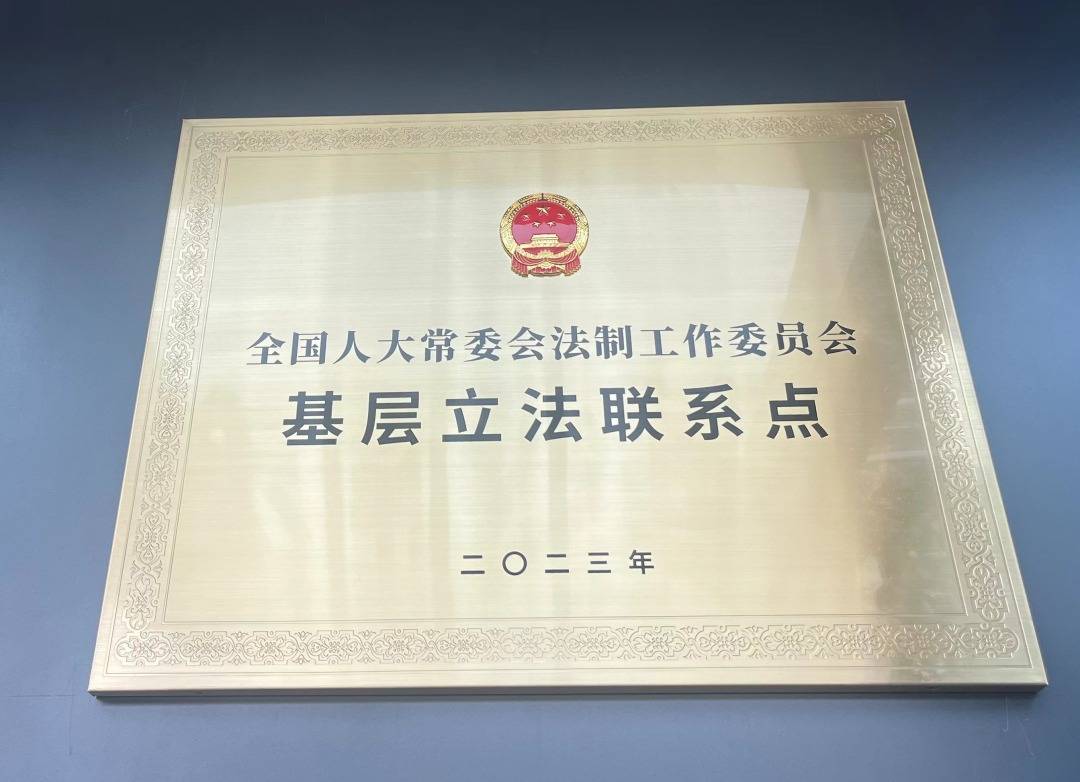 全国人大常委会法制工作委员会
基层立法联系点
二〇二三年